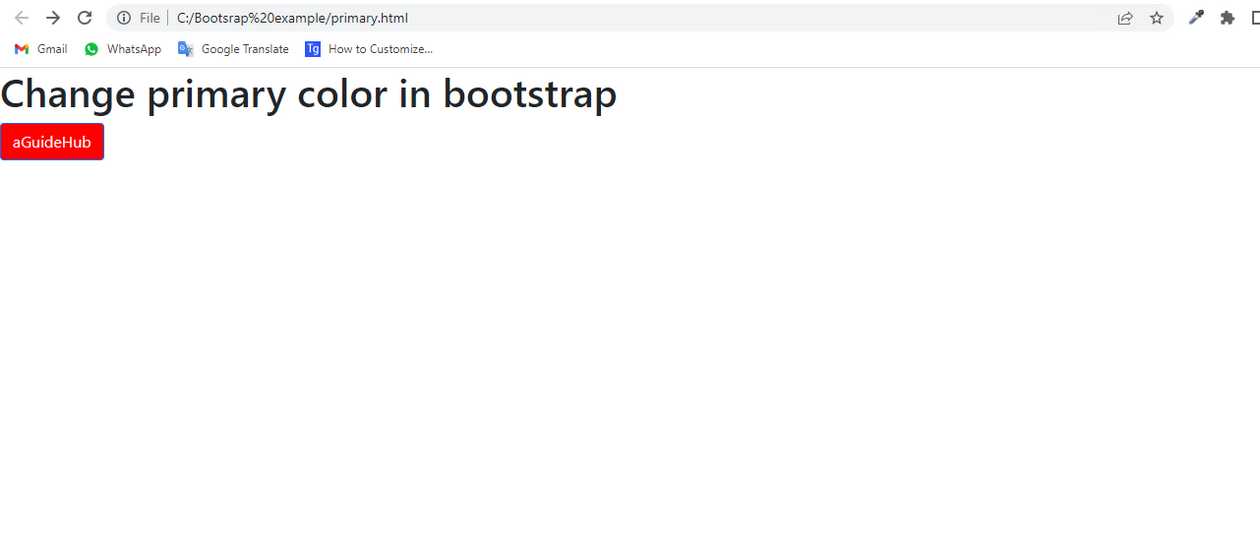 File C:/Bootsrap%20example/primary.html
Gmail WhatsApp Google Translate Tg How to Customize...
Change primary color in bootstrap
aGuideHub